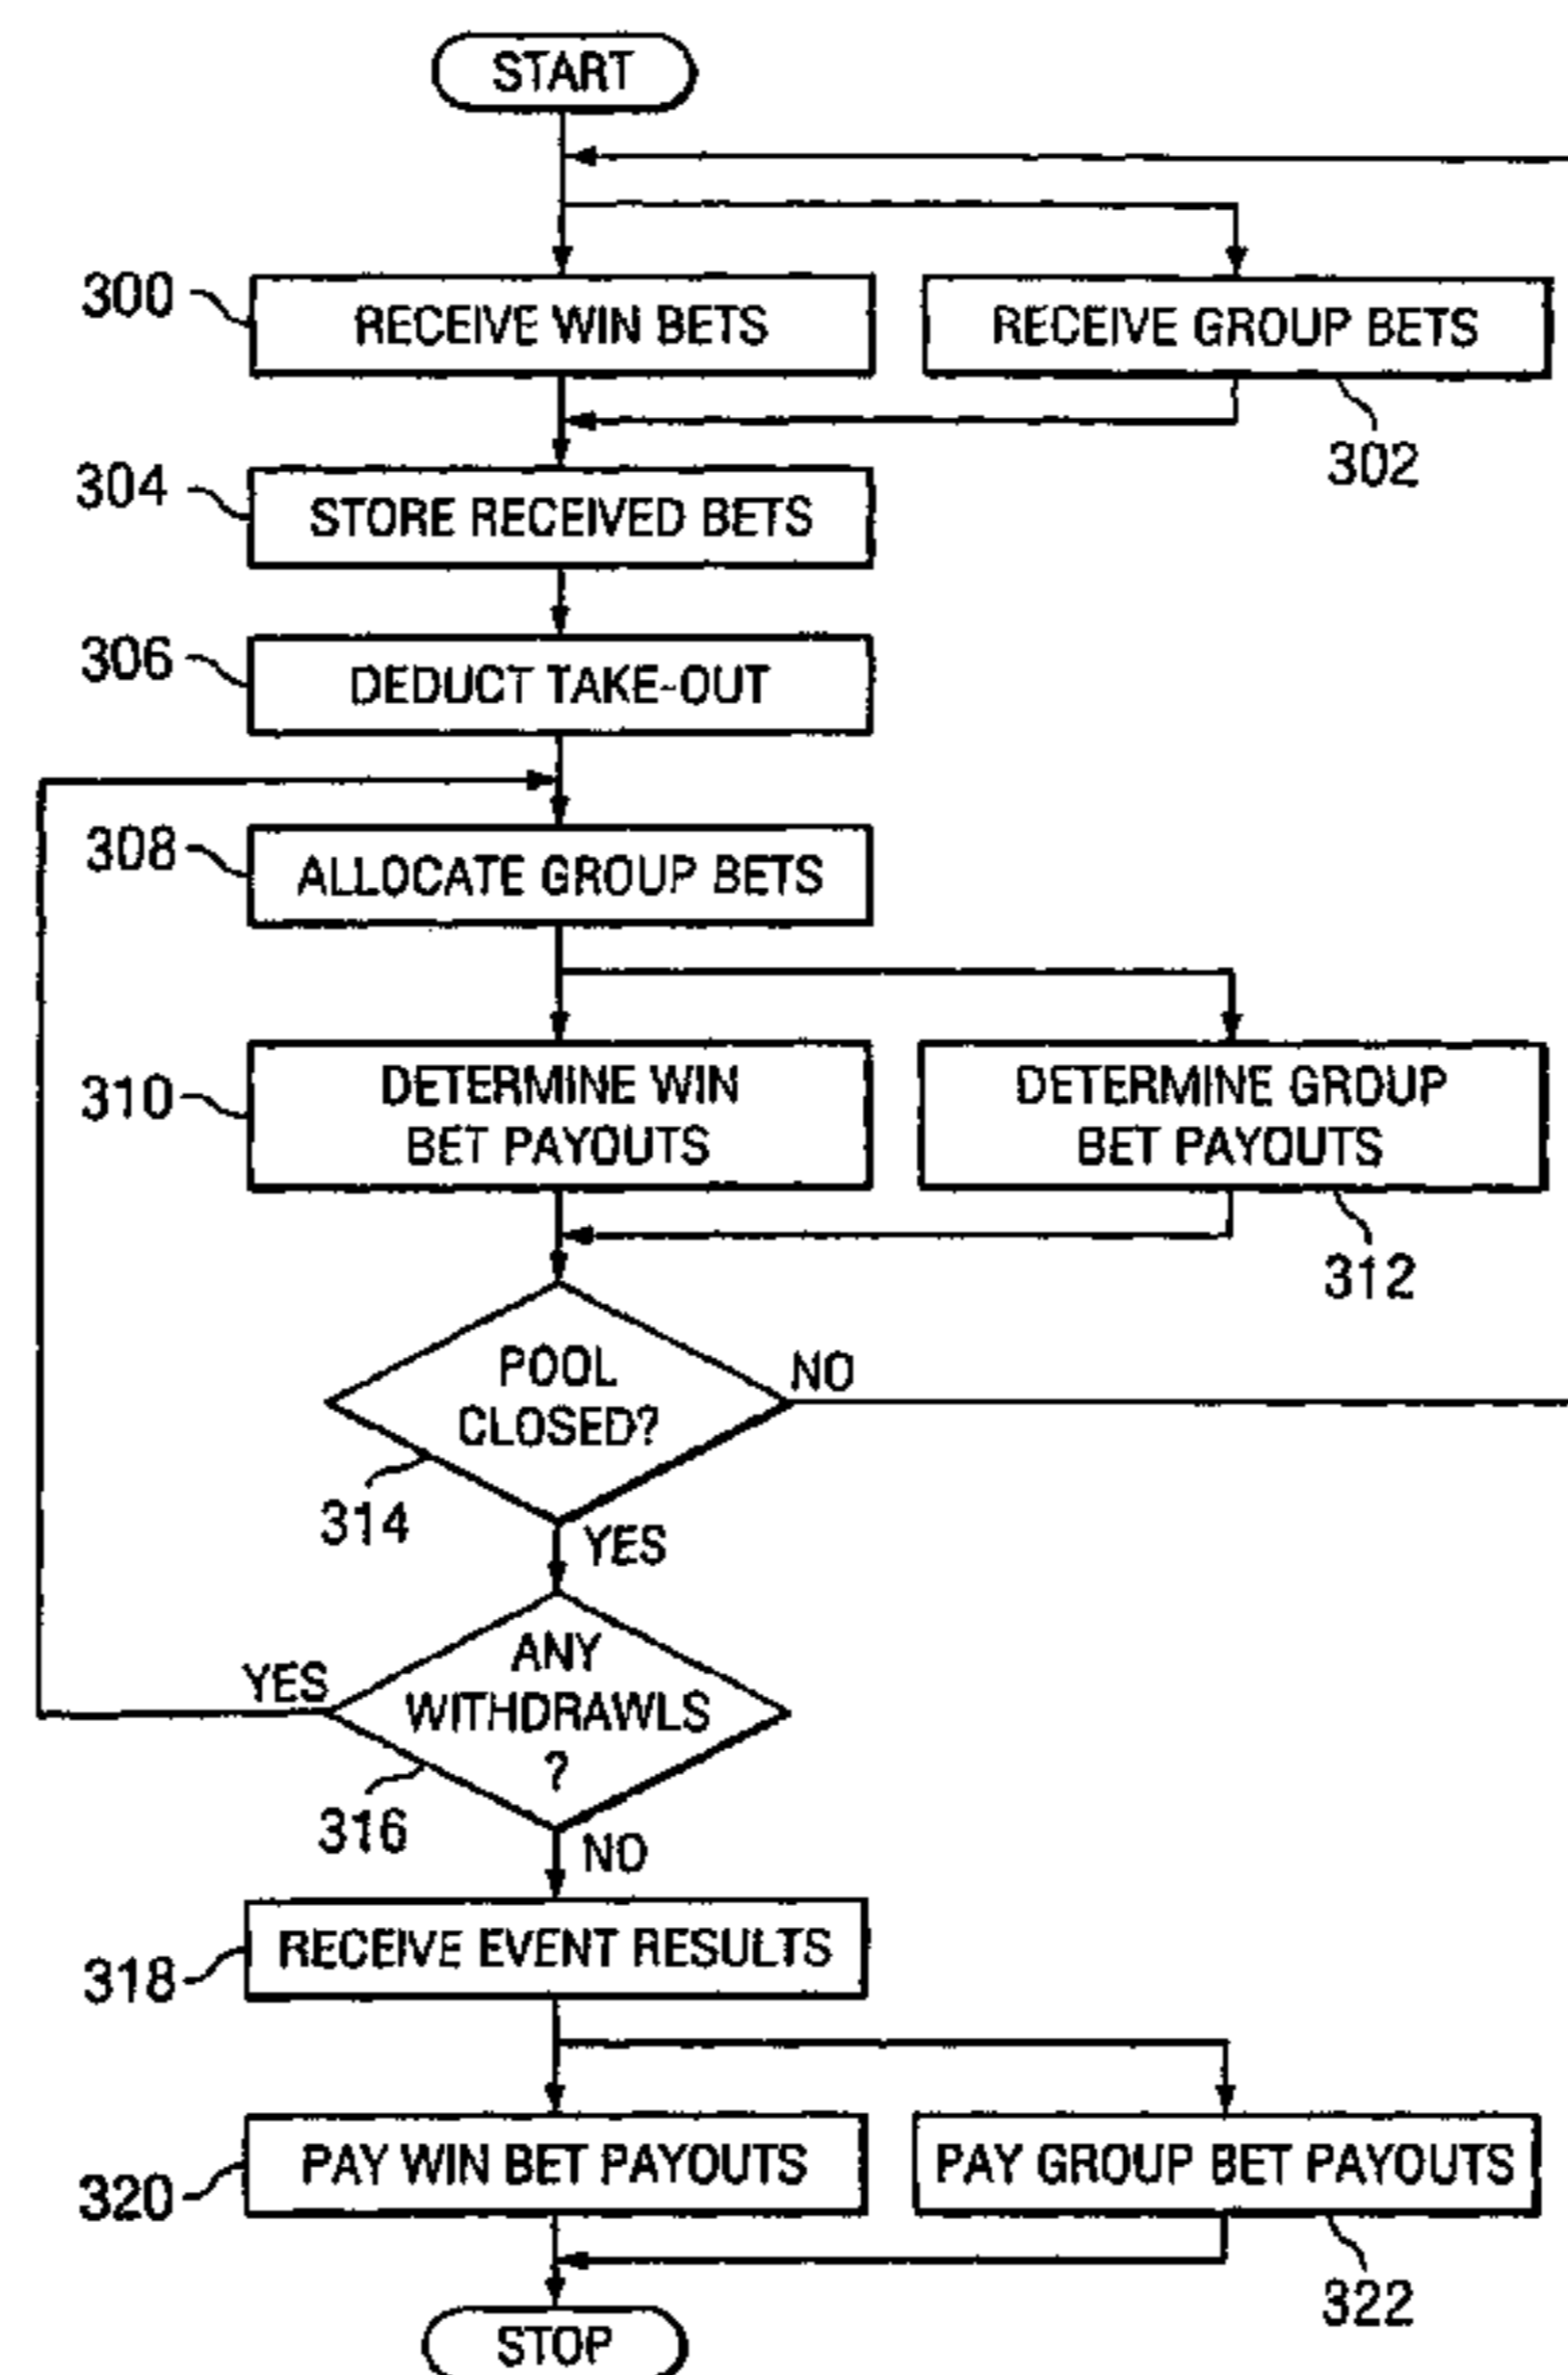 START
300
RECEIVE WIN BETS
RECEIVE GROUP BETS
302
304
STORE RECEIVED BETS
306
DEDUCT TAKE-OUT
308
ALLOCATE GROUP BETS
310
DETERMINE WIN
BET PAYOUTS
DETERMINE GROUP
BET PAYOUTS
312
POOL
CLOSED?
NO
314
YES
ANY
WITHDRAWLS
?
YES
316
NO
318
RECEIVE EVENT RESULTS
320
PAY WIN BET PAYOUTS
PAY GROUP BET PAYOUTS
322
STOP